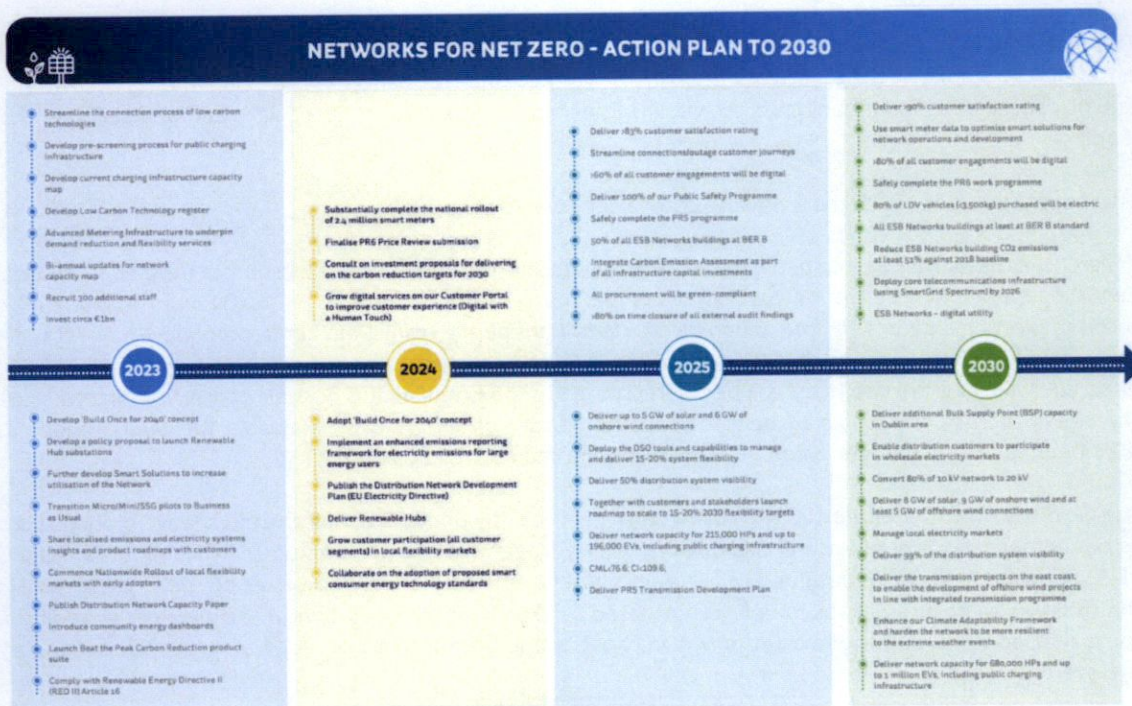 NETWORKS FOR NET ZERO - ACTION PLAN TO 2030
Streamline the connection process of low carbon
technologies
Develop pre-screening process for public charging
infrastructure
Develop current charging infrastructure capacity
map
Develop Low Carbon Technology register
Advanced Metering Infrastructure to underpin
demand reduction and flexibility services
Bi-annual updates for network
capacity map
Recruit 300 additional staff
Invest circa €1bn
2023
Develop 'Build Once for 2040' concept
Develop a policy proposal to launch Renewable
Hub substations
Further develop Smart Solutions to increase
utilisation of the Network
Transition Micro/Mini/SSG pilots to Business
as Usual
Share localised emissions and electricity systems
insights and product roadmaps with customers
Commence Nationwide Rollout of local flexibility
markets with early adopters
Publish Distribution Network Capacity Paper
Introduce community energy dashboards
Launch Beat the Peak Carbon Reduction product
suite
Comply with Renewable Energy Directive II
(RED II) Article 16
Substantially complete the national rollout
of 2.4 million smart meters
Finalise PR6 Price Review submission
Consult on investment proposals for delivering
on the carbon reduction targets for 2030
Grow digital services on our Customer Portal
to improve customer experience (Digital with
a Human Touch)
2024
Adopt 'Build Once for 2040' concept
Implement an enhanced emissions reporting
framework for electricity emissions for large
energy users
Publish the Distribution Network Development
Plan (EU Electricity Directive)
Deliver Renewable Hubs
Grow customer participation (all customer
segments) in local flexibility markets
Collaborate on the adoption of proposed smart
consumer energy technology standards
Deliver >83% customer satisfaction rating
Streamline connections/outage customer journeys
>60% of all customer engagements will be digital
Deliver 100% of our Public Safety Programme
Safely complete the PR5 programme
50% of all ESB Networks buildings at BER B
Integrate Carbon Emission Assessment as part
of all infrastructure capital investments
All procurement will be green-compliant
>80% on time closure of all external audit findings
2025
Deliver up to 5 GW of solar and 6 GW of
onshore wind connections
Deploy the DSO tools and capabilities to manage
and deliver 15-20% system flexibility
Deliver 50% distribution system visibility
Together with customers and stakeholders launch
roadmap to scale to 15-20% 2030 flexibility targets
Deliver network capacity for 215,000 HPs and up to
196,000 EVs, including public charging infrastructure
CML<76.6; CI<109.6;
Deliver PR5 Transmission Development Plan
Deliver >90% customer satisfaction rating
Use smart meter data to optimise smart solutions for
network operations and development
>80% of all customer engagements will be digital
Safely complete the PR6 work programme
80% of LDV vehicles (<3,500kg) purchased will be electric
All ESB Networks buildings at least at BER B standard
Reduce ESB Networks building CO2 emissions
at least 51% against 2018 baseline
Deploy core telecommunications infrastructure
(using SmartGrid Spectrum) by 2026
ESB Networks – digital utility
2030
Deliver additional Bulk Supply Point (BSP) capacity
in Dublin area
Enable distribution customers to participate
in wholesale electricity markets
Convert 80% of 10 kV network to 20 kV
Deliver 8 GW of solar, 9 GW of onshore wind and at
least 5 GW of offshore wind connections
Manage local electricity markets
Deliver 99% of the distribution system visibility
Deliver the transmission projects on the east coast,
to enable the development of offshore wind projects
in line with integrated transmission programme
Enhance our Climate Adaptability Framework
and harden the network to be more resilient
to the extreme weather events
Deliver network capacity for 680,000 HPs and up
to 1 million EVs, including public charging
infrastructure